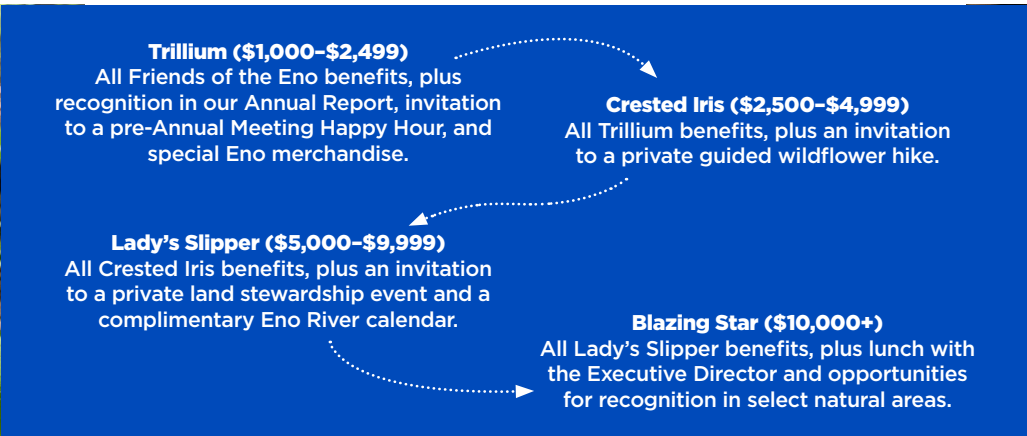 Trillium ($1,000–$2,499)
All Friends of the Eno benefits, plus
recognition in our Annual Report, invitation
to a pre-Annual Meeting Happy Hour, and
special Eno merchandise.
Crested Iris ($2,500–$4,999)
All Trillium benefits, plus an invitation
to a private guided wildflower hike.
Lady’s Slipper ($5,000–$9,999)
All Crested Iris benefits, plus an invitation
to a private land stewardship event and a
complimentary Eno River calendar.
Blazing Star ($10,000+)
All Lady’s Slipper benefits, plus lunch with
the Executive Director and opportunities
for recognition in select natural areas.